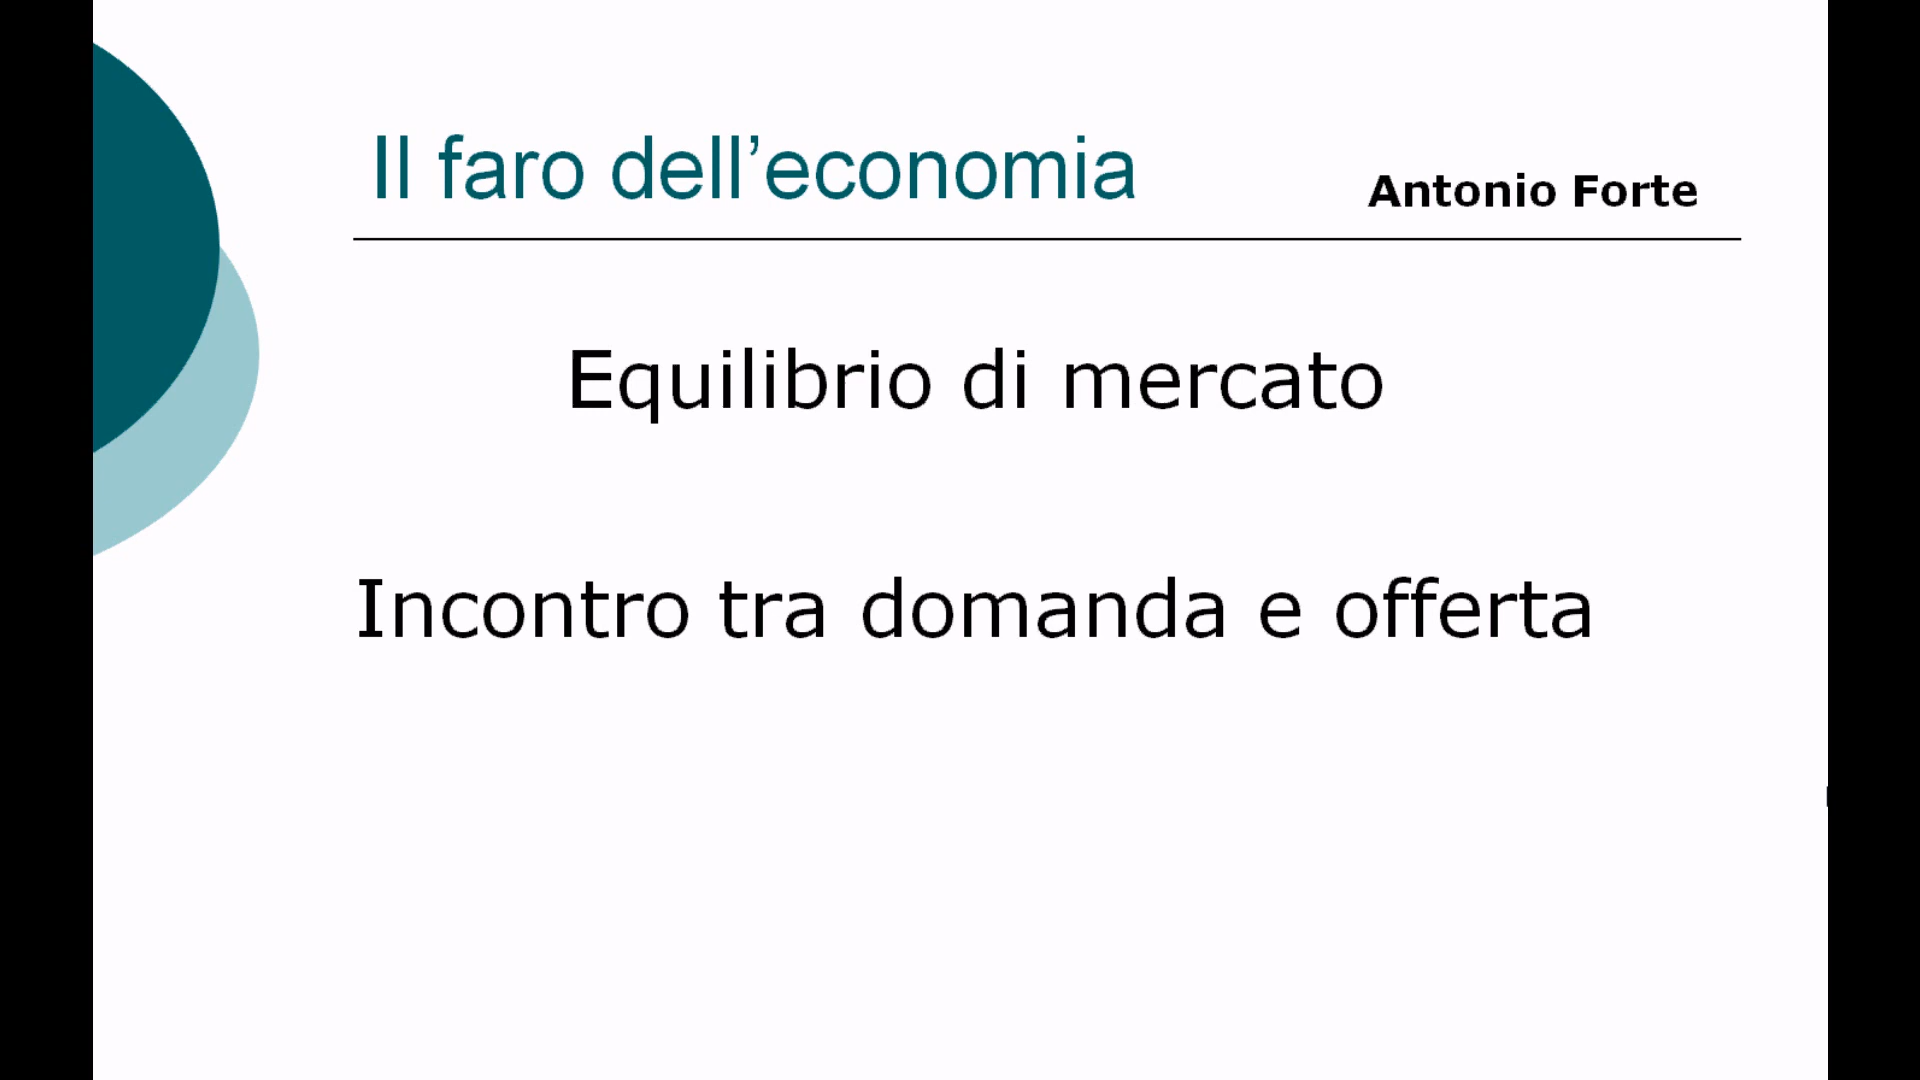 Il faro dell’economia
Antonio Forte
Equilibrio di mercato
Incontro tra domanda e offerta